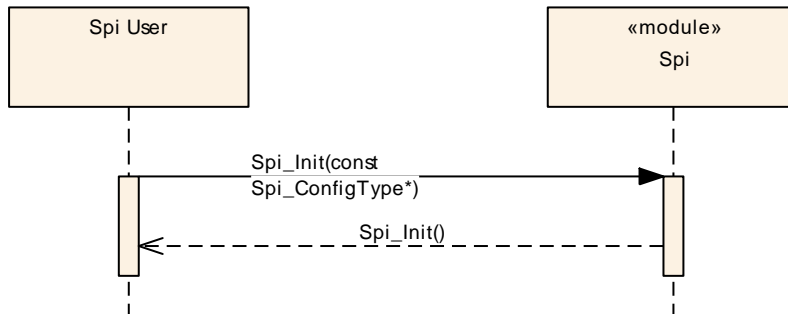 Spi User
«module»
Spi
Spi_Init(const
Spi_ConfigType*)
Spi_Init()